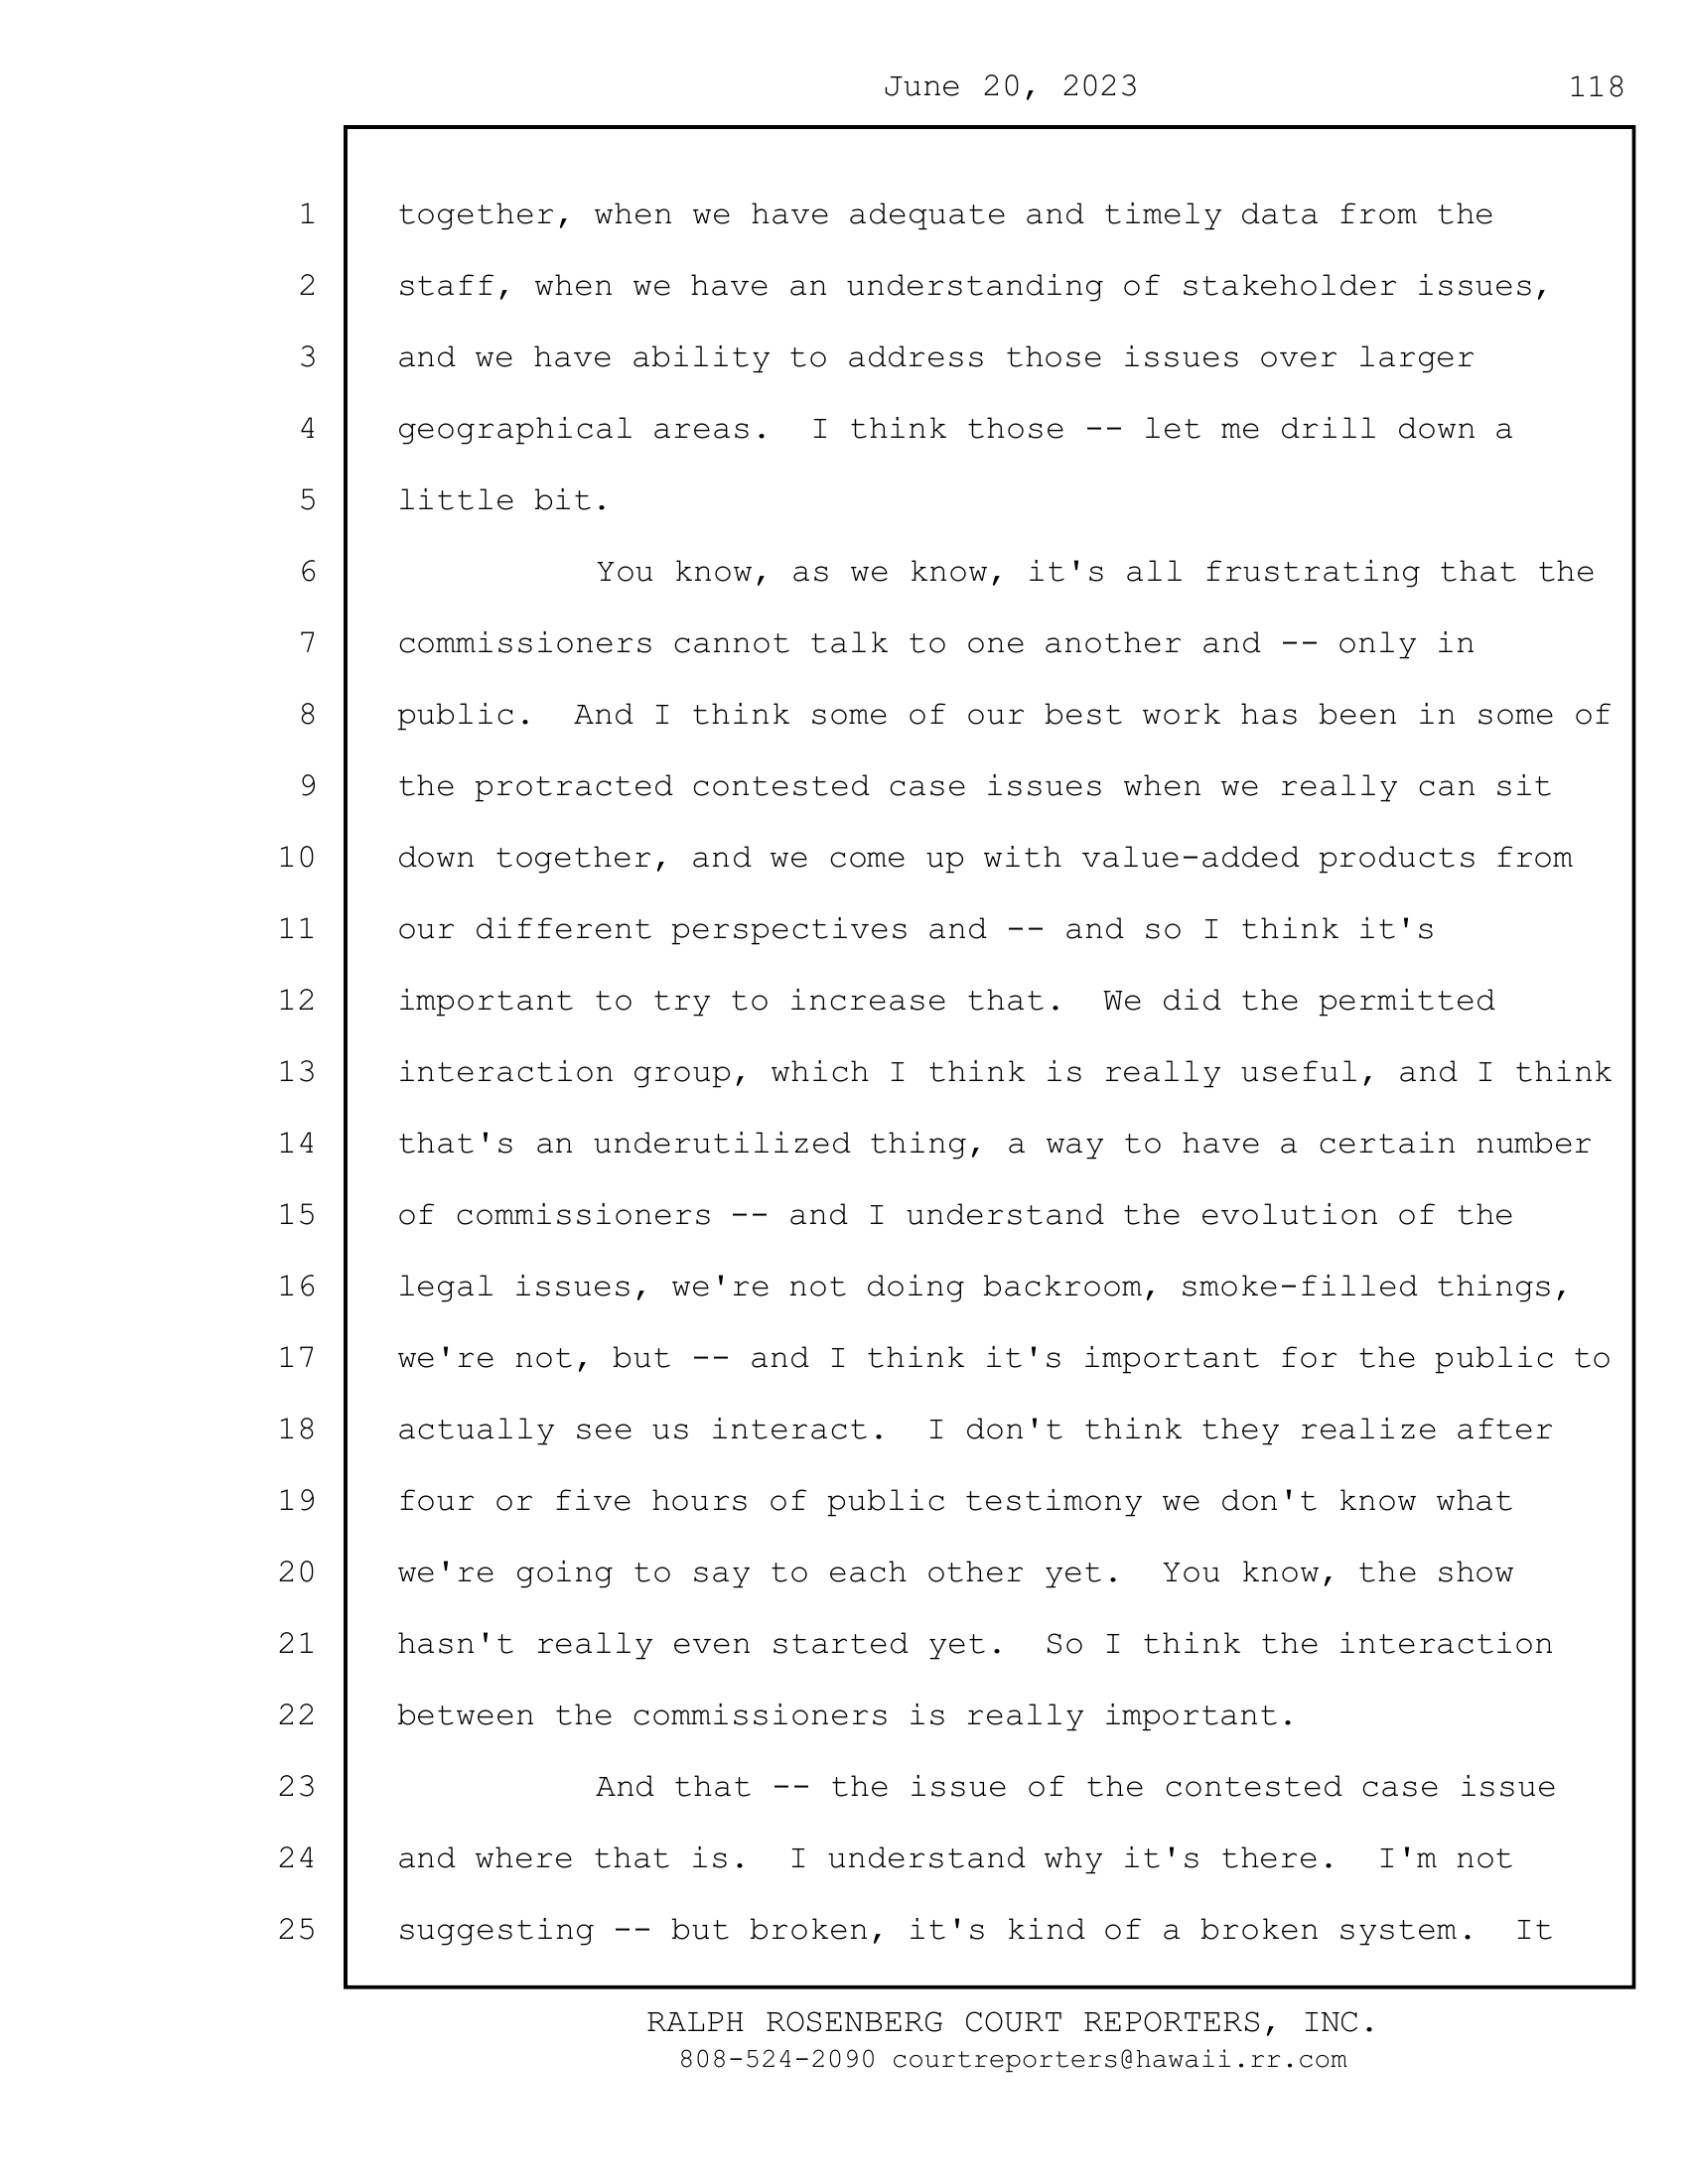 June 20, 2023 118
1 together, when we have adequate and timely data from the
2 staff, when we have an understanding of stakeholder issues,
3 and we have ability to address those issues over larger
4 geographical areas.  I think those -- let me drill down a
5 little bit.
6 You know, as we know, it's all frustrating that the
7 commissioners cannot talk to one another and -- only in
8 public.  And I think some of our best work has been in some of
9 the protracted contested case issues when we really can sit
10 down together, and we come up with value-added products from
11 our different perspectives and -- and so I think it's
12 important to try to increase that.  We did the permitted
13 interaction group, which I think is really useful, and I think
14 that's an underutilized thing, a way to have a certain number
15 of commissioners -- and I understand the evolution of the
16 legal issues, we're not doing backroom, smoke-filled things,
17 we're not, but -- and I think it's important for the public to
18 actually see us interact.  I don't think they realize after
19 four or five hours of public testimony we don't know what
20 we're going to say to each other yet.  You know, the show
21 hasn't really even started yet.  So I think the interaction
22 between the commissioners is really important.
23 And that -- the issue of the contested case issue
24 and where that is.  I understand why it's there.  I'm not
25 suggesting -- but broken, it's kind of a broken system.  It
RALPH ROSENBERG COURT REPORTERS, INC.
808-524-2090 courtreporters@hawaii.rr.com